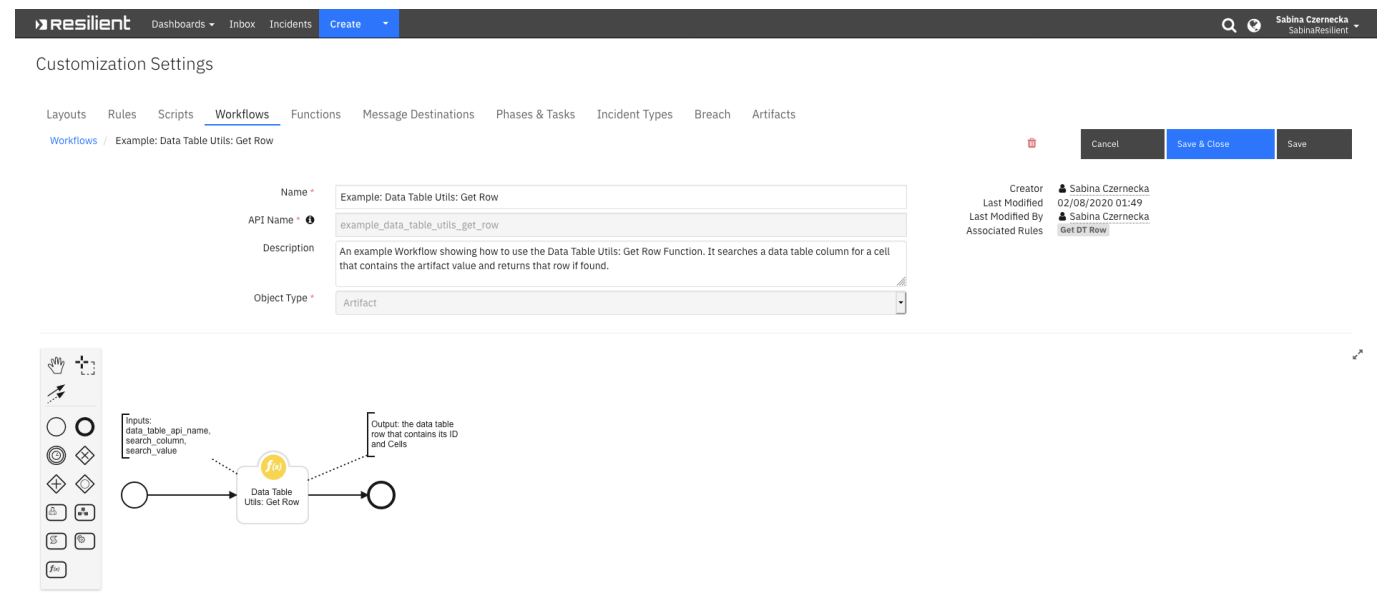 Resilient Dashboards Inbox Incidents Create Sabina Czernecka
SabinaResilient
Customization Settings
Layouts Rules Scripts Workflows Functions Message Destinations Phases & Tasks Incident Types Breach Artifacts
Workflows / Example: Data Table Utils: Get Row
Cancel Save & Close Save
Name * Example: Data Table Utils: Get Row
API Name * example_data_table_utils_get_row
Description An example Workflow showing how to use the Data Table Utils: Get Row Function. It searches a data table column for a cell
that contains the artifact value and returns that row if found.
Object Type * Artifact
Creator Sabina Czernecka
Last Modified 02/08/2020 01:49
Last Modified By Sabina Czernecka
Associated Rules Get DT Row
Inputs:
data_table_api_name,
search_column,
search_value
Output: the data table
row that contains its ID
and Cells
f(x)
Data Table
Utils: Get Row
f(x)